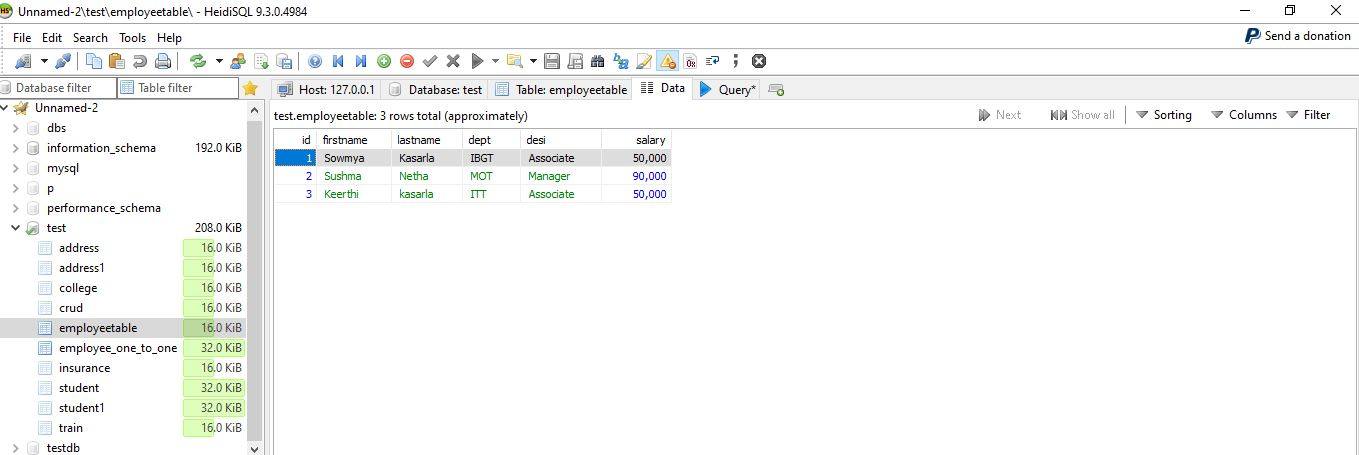 HS Unnamed-2\test\employeetable\ - HeidiSQL 9.3.0.4984
File Edit Search Tools Help
Send a donation
Database filter Table filter
Host: 127.0.0.1 Database: test Table: employeetable Data Query*
Unnamed-2
dbs
information_schema 192.0 KiB
mysql
p
performance_schema
test 208.0 KiB
address 16.0 KiB
address1 16.0 KiB
college 16.0 KiB
crud 16.0 KiB
employeetable 16.0 KiB
employee_one_to_one 32.0 KiB
insurance 16.0 KiB
student 32.0 KiB
student1 32.0 KiB
train 16.0 KiB
testdb
test.employeetable: 3 rows total (approximately) Next Show all Sorting Columns Filter
id firstname lastname dept desi salary
1 Sowmya Kasarla IBGT Associate 50,000
2 Sushma Netha MOT Manager 90,000
3 Keerthi kasarla ITT Associate 50,000